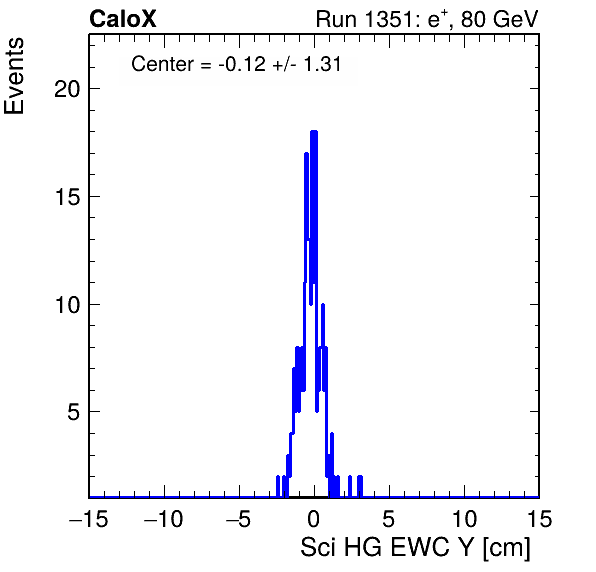 CaloX Run 1351: e+, 80 GeV
Events
Center = -0.12 +/- 1.31
20
15
10
5
−15 −10 −5 0 5 10 15
Sci HG EWC Y [cm]